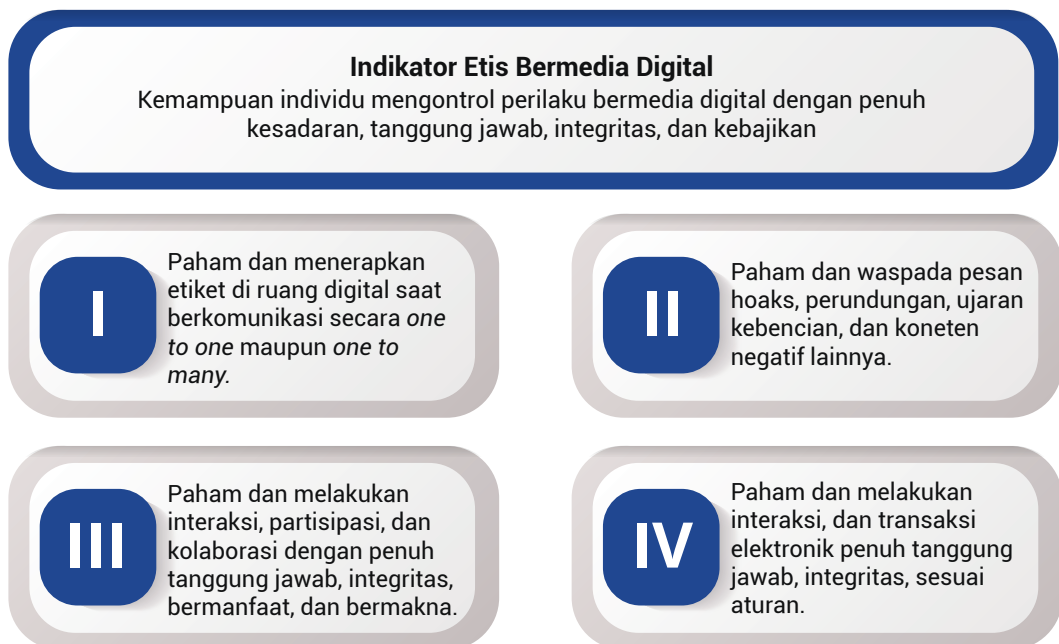 Indikator Etis Bermedia Digital
Kemampuan individu mengontrol perilaku bermedia digital dengan penuh
kesadaran, tanggung jawab, integritas, dan kebajikan
I
Paham dan menerapkan
etiket di ruang digital saat
berkomunikasi secara one
to one maupun one to
many.
II
Paham dan waspada pesan
hoaks, perundungan, ujaran
kebencian, dan koneten
negatif lainnya.
III
Paham dan melakukan
interaksi, partisipasi, dan
kolaborasi dengan penuh
tanggung jawab, integritas,
bermanfaat, dan bermakna.
IV
Paham dan melakukan
interaksi, dan transaksi
elektronik penuh tanggung
jawab, integritas, sesuai
aturan.